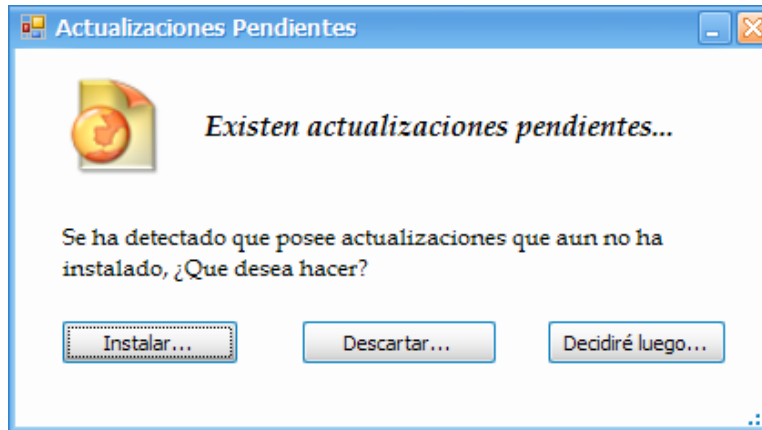 Actualizaciones Pendientes
Existen actualizaciones pendientes...
Se ha detectado que posee actualizaciones que aun no ha
instalado, ¿Que desea hacer?
Instalar... Descartar... Decidiré luego...